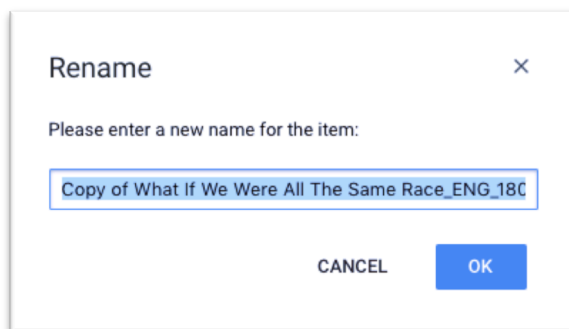 Rename
Please enter a new name for the item:
Copy of What If We Were All The Same Race_ENG_180
CANCEL OK